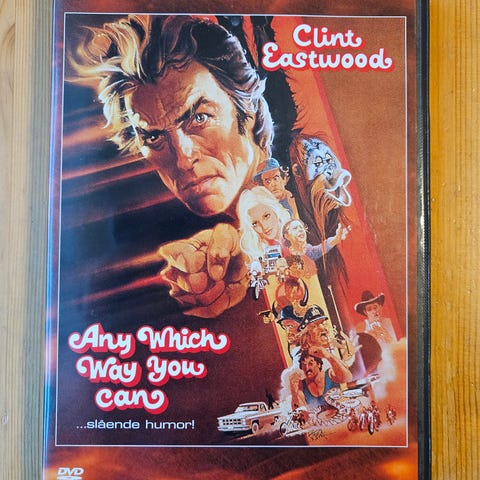 Clint
Eastwood
Any Which
Way You
can
...slående humor!
DVD